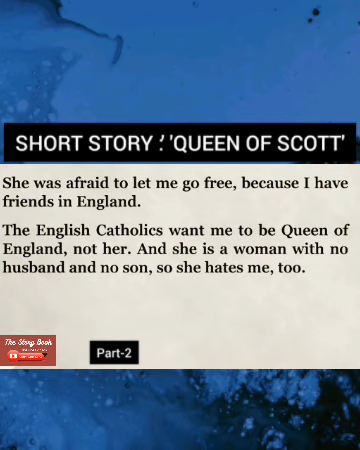 SHORT STORY :' 'QUEEN OF SCOTT'
She was afraid to let me go free, because I have
friends in England.
The English Catholics want me to be Queen of
England, not her. And she is a woman with no
husband and no son, so she hates me, too.
The Story Book
Part-2